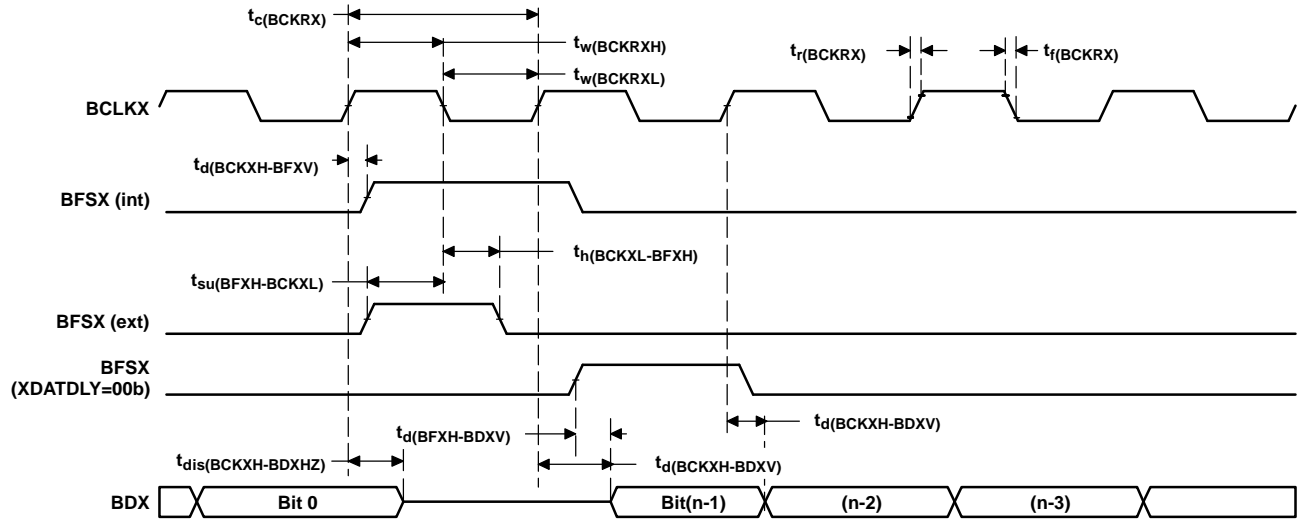 tc(BCKRX)
tw(BCKRXH)
tr(BCKRX)
tf(BCKRX)
tw(BCKRXL)
BCLKX
td(BCKXH-BFXV)
BFSX (int)
th(BCKXL-BFXH)
tsu(BFXH-BCKXL)
BFSX (ext)
BFSX
(XDATDLY=00b)
td(BFXH-BDXV)
td(BCKXH-BDXV)
tdis(BCKXH-BDXHZ)
td(BCKXH-BDXV)
BDX
Bit 0
Bit(n-1)
(n-2)
(n-3)